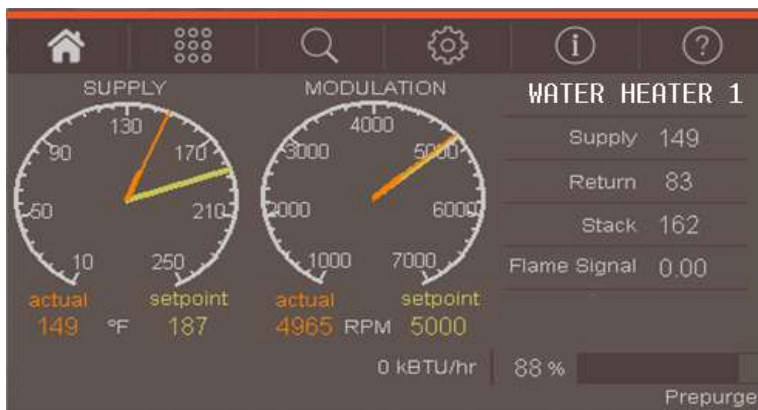 SUPPLY
130
90
170
50
210
10
250
actual
setpoint
149 °F 187
MODULATION
4000
3000
5000
2000
6000
1000
7000
actual
setpoint
4965 RPM 5000
WATER HEATER 1
Supply 149
Return 83
Stack 162
Flame Signal 0.00
0 kBTU/hr 88 %
Prepurge
i
?